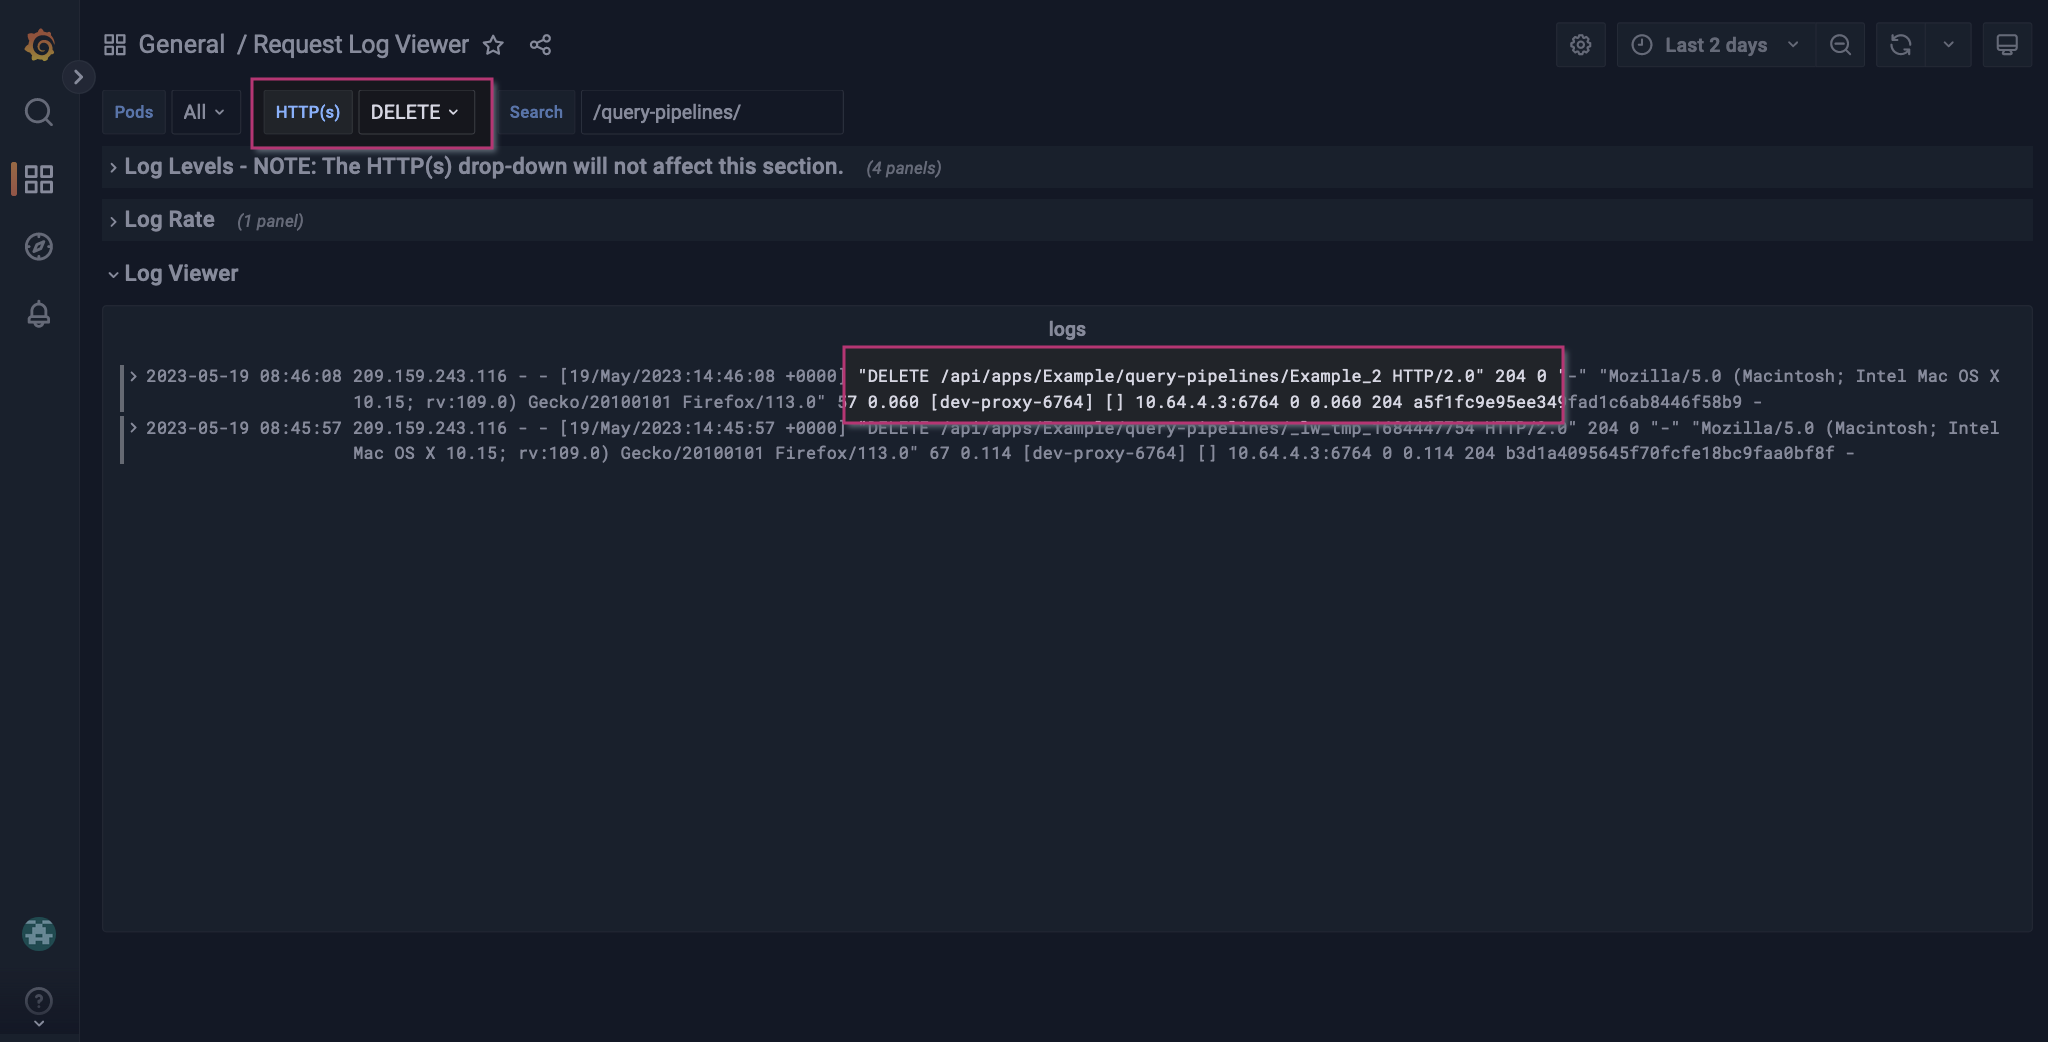 General / Request Log Viewer
Last 2 days
Pods All HTTP(s) DELETE Search /query-pipelines/
Log Levels - NOTE: The HTTP(s) drop-down will not affect this section. (4 panels)
Log Rate (1 panel)
Log Viewer
logs
2023-05-19 08:46:08 209.159.243.116 - - [19/May/2023:14:46:08 +0000] "DELETE /api/apps/Example/query-pipelines/Example_2 HTTP/2.0" 204 0 "-" "Mozilla/5.0 (Macintosh; Intel Mac OS X
10.15; rv:109.0) Gecko/20100101 Firefox/113.0" 57 0.060 [dev-proxy-6764] [] 10.64.4.3:6764 0 0.060 204 a5f1fc9e95ee349fad1c6ab8446f58b9 -
2023-05-19 08:45:57 209.159.243.116 - - [19/May/2023:14:45:57 +0000] "DELETE /api/apps/Example/query-pipelines/_lw_tmp_1684447754 HTTP/2.0" 204 0 "-" "Mozilla/5.0 (Macintosh; Intel
Mac OS X 10.15; rv:109.0) Gecko/20100101 Firefox/113.0" 67 0.114 [dev-proxy-6764] [] 10.64.4.3:6764 0 0.114 204 b3d1a4095645f70fcfe18bc9faa0bf8f -